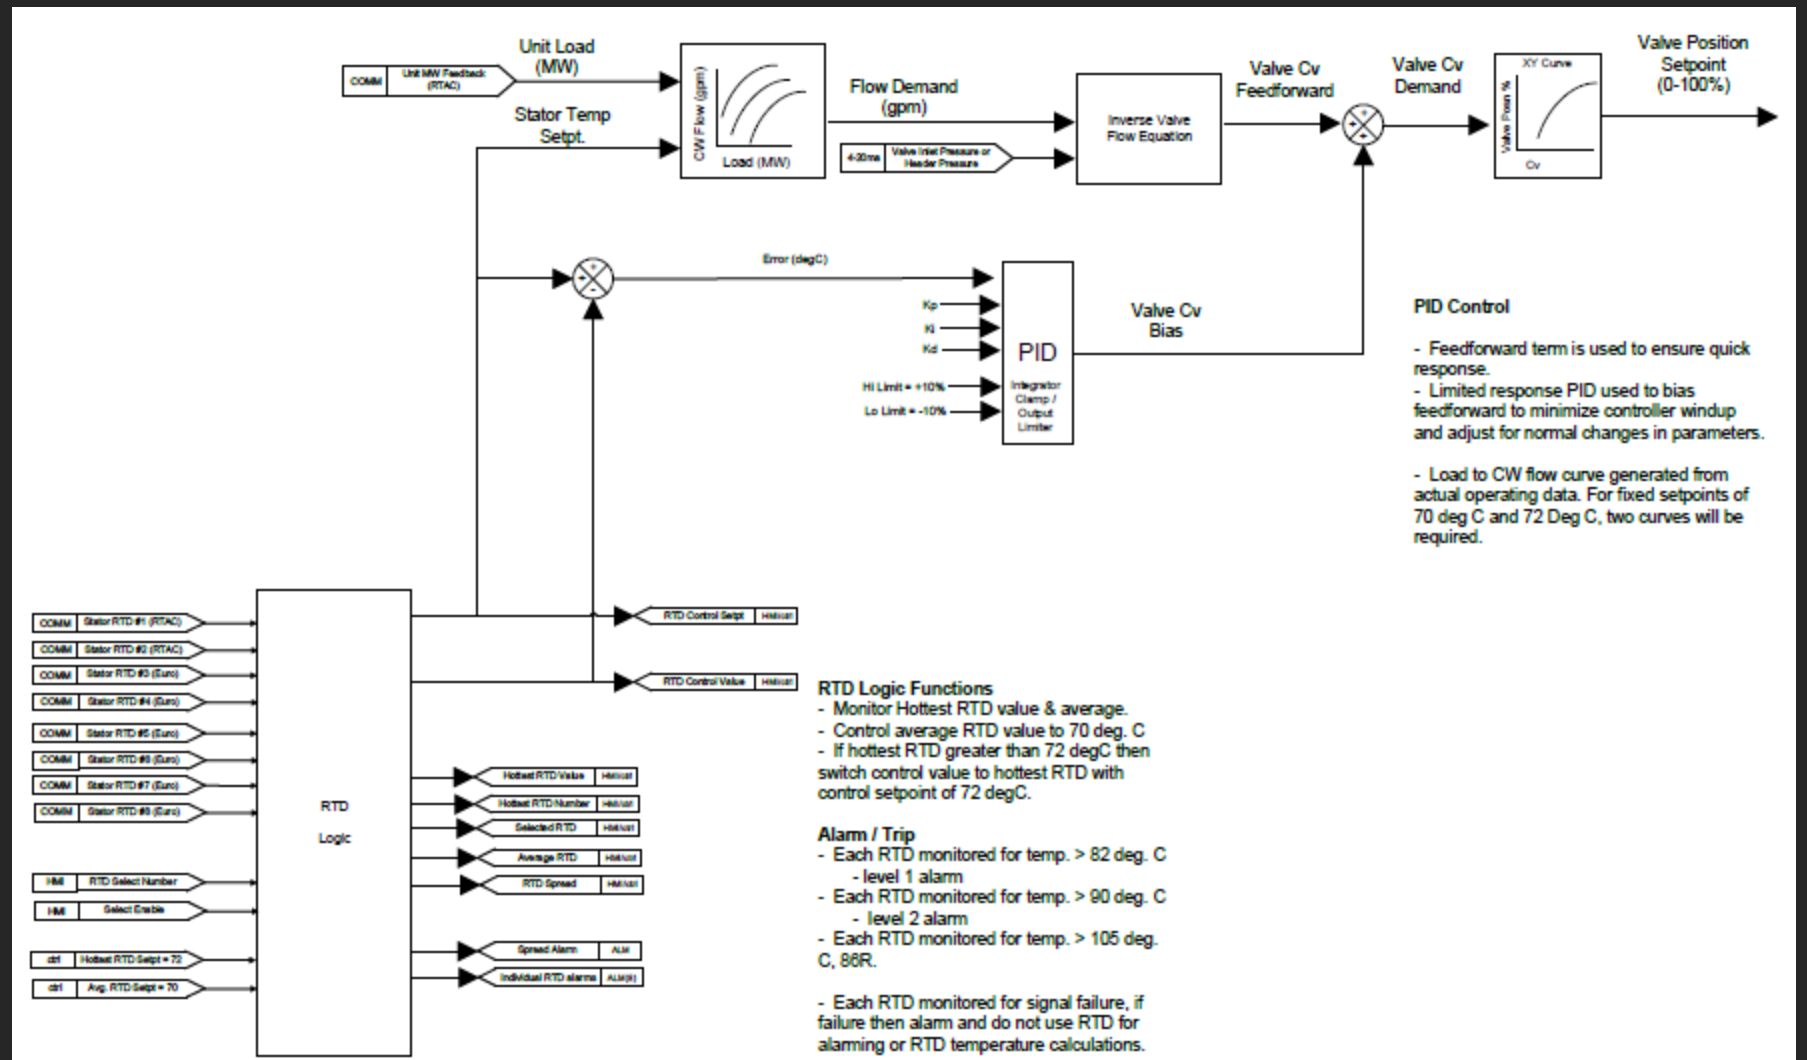 Unit Load
(MW)
COMM
Unit MW Feedback
(RTAC)
Stator Temp
Setpt.
CW Flow (gpm)
Load (MW)
Flow Demand
(gpm)
4-20ma
Valve Inlet Pressure or
Header Pressure
Inverse Valve
Flow Equation
Valve Cv
Feedforward
Valve Cv
Demand
XY Curve
Valve Posn %
Cv
Valve Position
Setpoint
(0-100%)
Error (degC)
Kp
Ki
Kd
Hi Limit = +10%
Lo Limit = -10%
PID
Integrator
Clamp /
Output
Limiter
Valve Cv
Bias
PID Control
- Feedforward term is used to ensure quick
response.
- Limited response PID used to bias
feedforward to minimize controller windup
and adjust for normal changes in parameters.
- Load to CW flow curve generated from
actual operating data. For fixed setpoints of
70 deg C and 72 Deg C, two curves will be
required.
COMM Stator RTD #1 (RTAC)
COMM Stator RTD #2 (RTAC)
COMM Stator RTD #3 (Euro)
COMM Stator RTD #4 (Euro)
COMM Stator RTD #5 (Euro)
COMM Stator RTD #6 (Euro)
COMM Stator RTD #7 (Euro)
COMM Stator RTD #8 (Euro)
HMI RTD Select Number
HMI Select Enable
ctrl Hottest RTD Setpt = 72
ctrl Avg. RTD Setpt = 70
RTD
Logic
RTD Control Setpt
RTD Control Value
Hottest RTD Value
Hottest RTD Number
Selected RTD
Average RTD
RTD Spread
Spread Alarm ALM
Individual RTD alarms ALM(8)
RTD Logic Functions
- Monitor Hottest RTD value & average.
- Control average RTD value to 70 deg. C
- If hottest RTD greater than 72 degC then
switch control value to hottest RTD with
control setpoint of 72 degC.
Alarm / Trip
- Each RTD monitored for temp. > 82 deg. C
- level 1 alarm
- Each RTD monitored for temp. > 90 deg. C
- level 2 alarm
- Each RTD monitored for temp. > 105 deg.
C, 86R.
- Each RTD monitored for signal failure, if
failure then alarm and do not use RTD for
alarming or RTD temperature calculations.